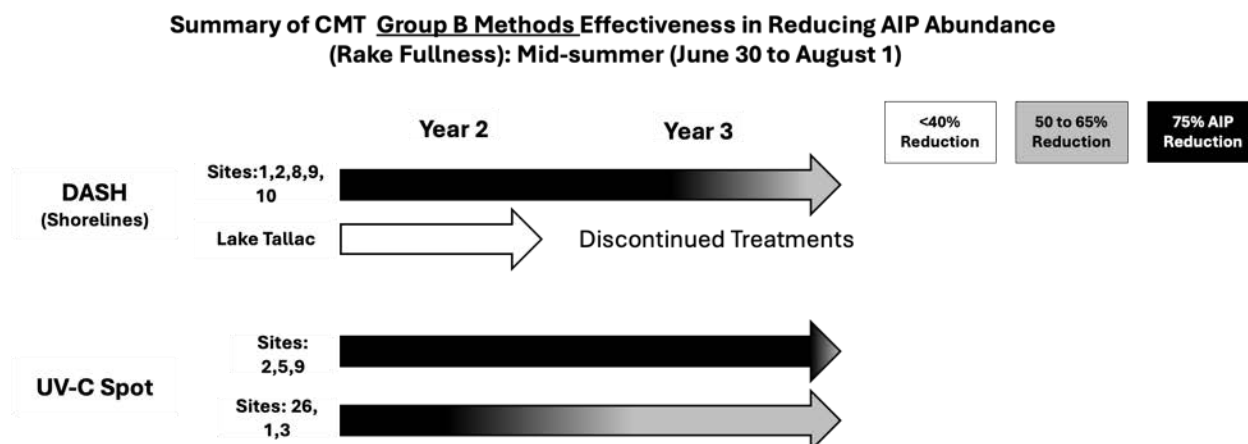 Summary of CMT Group B Methods Effectiveness in Reducing AIP Abundance
(Rake Fullness): Mid-summer (June 30 to August 1)
Year 2
Year 3
<40%
Reduction
50 to 65%
Reduction
75% AIP
Reduction
DASH
(Shorelines)
Sites:1,2,8,9,
10
Lake Tallac
Discontinued Treatments
UV-C Spot
Sites:
2,5,9
Sites: 26,
1,3